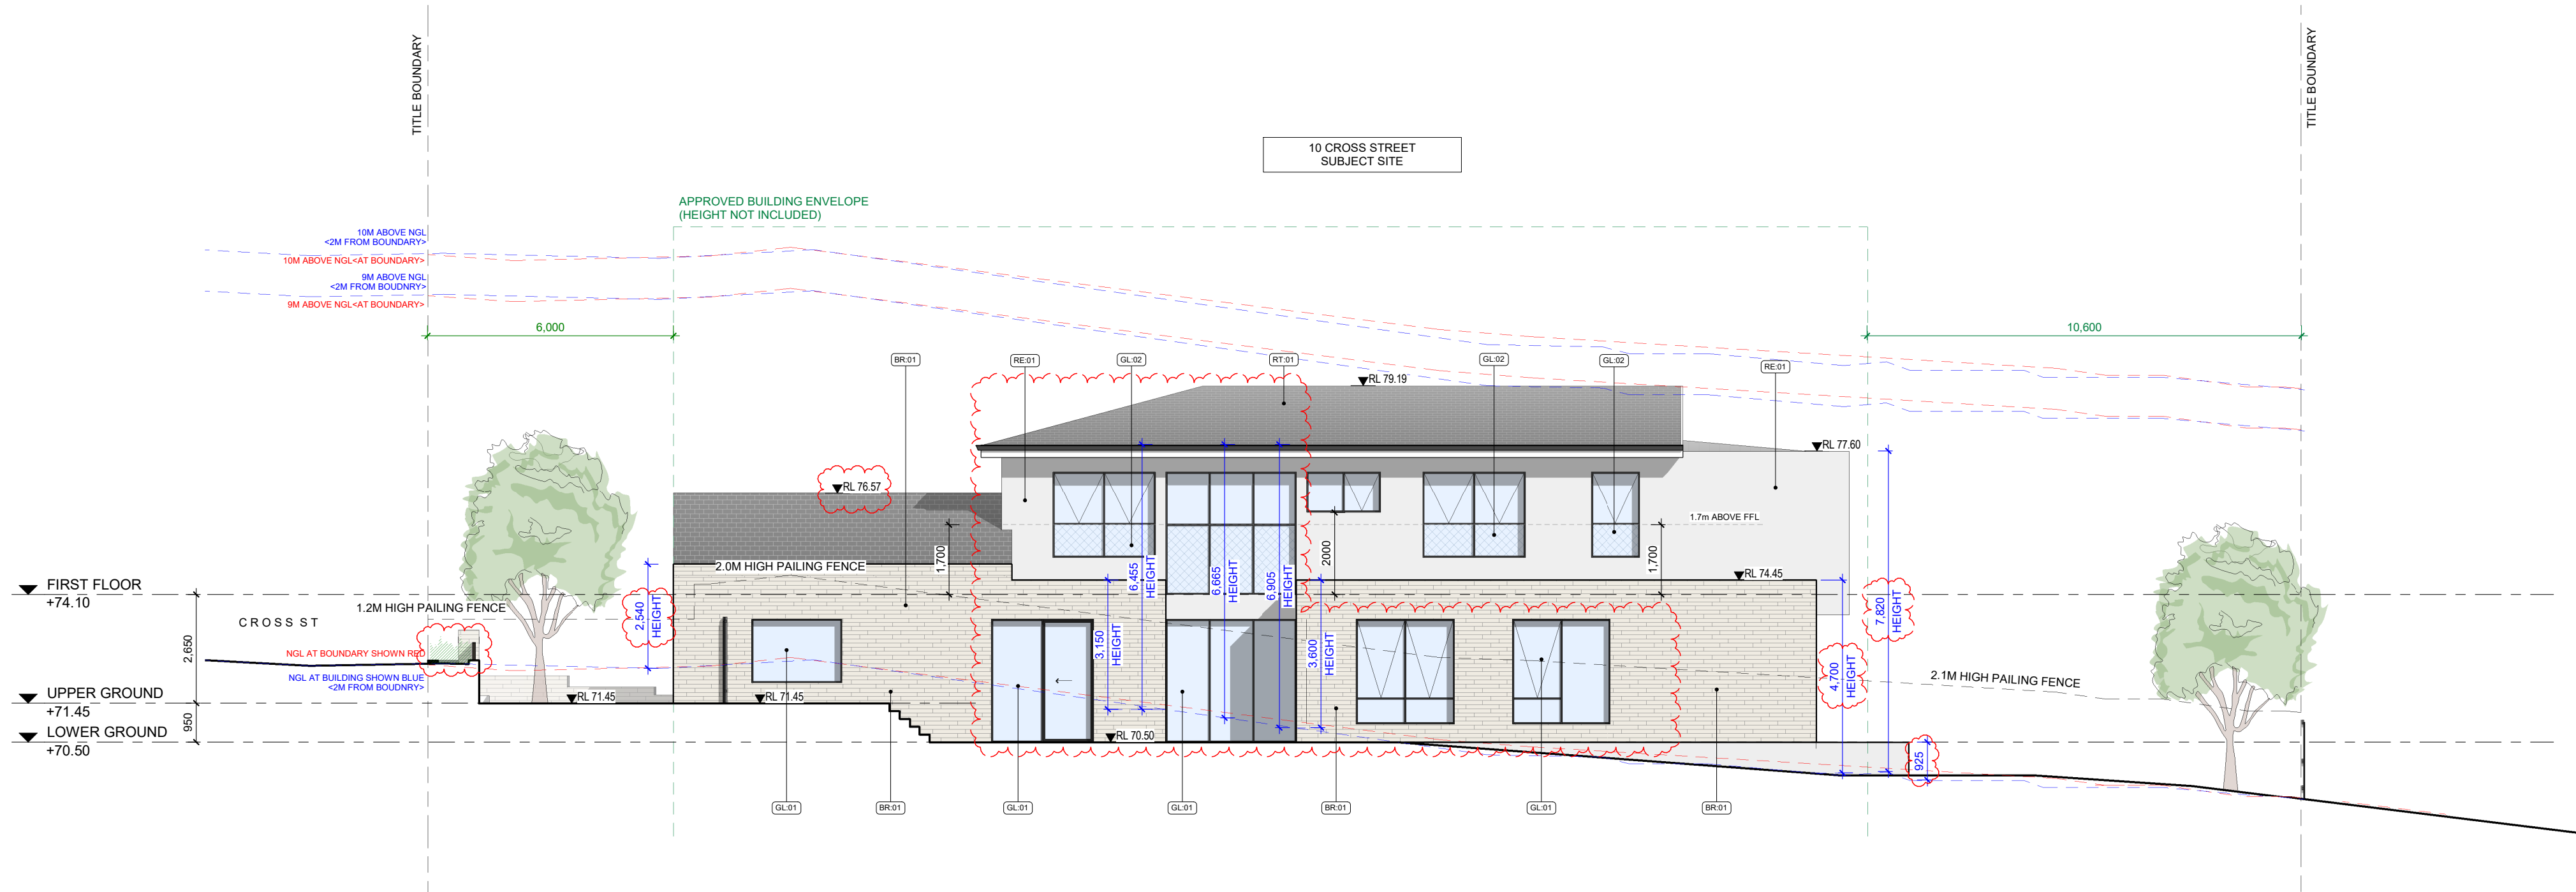 TITLE BOUNDARY
TITLE BOUNDARY
10 CROSS STREET
SUBJECT SITE
APPROVED BUILDING ENVELOPE
(HEIGHT NOT INCLUDED)
10M ABOVE NGL
<2M FROM BOUNDARY>
10M ABOVE NGL<AT BOUNDARY>
9M ABOVE NGL
<2M FROM BOUDNRY>
9M ABOVE NGL<AT BOUNDARY>
6,000
10,600
BR:01
RE:01
GL:02
RT:01
GL:02
GL:02
RE:01
RL 79.19
RL 77.60
RL 76.57
1.7m ABOVE FFL
1,700
2000
1,700
6,455
HEIGHT
6,665
HEIGHT
6,905
HEIGHT
2.0M HIGH PAILING FENCE
RL 74.45
FIRST FLOOR
+74.10
1.2M HIGH PAILING FENCE
CROSS ST
2,540
HEIGHT
7,820
HEIGHT
2,650
3,150
HEIGHT
3,600
HEIGHT
4,700
HEIGHT
NGL AT BOUNDARY SHOWN RED
NGL AT BUILDING SHOWN BLUE
<2M FROM BOUDNRY>
2.1M HIGH PAILING FENCE
UPPER GROUND
+71.45
RL 71.45
RL 71.45
950
LOWER GROUND
+70.50
RL 70.50
925
GL:01
BR:01
GL:01
GL:01
BR:01
GL:01
BR:01